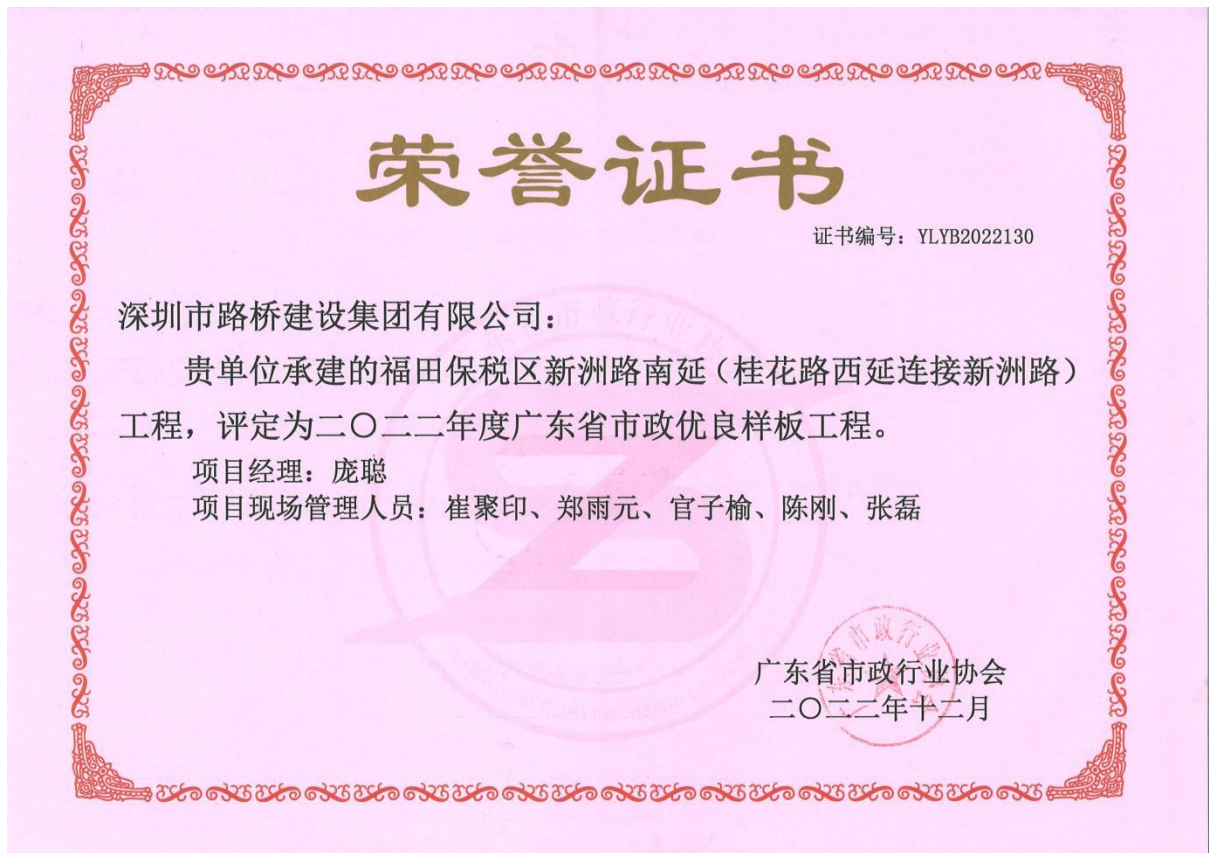 荣誉证书
证书编号：YLYB2022130
深圳市路桥建设集团有限公司：
贵单位承建的福田保税区新洲路南延（桂花路西延连接新洲路）
工程，评定为二〇二二年度广东省市政优良样板工程。
项目经理：庞聪
项目现场管理人员：崔聚印、郑雨元、官子榆、陈刚、张磊
广东省市政行业协会
二〇二二年十二月